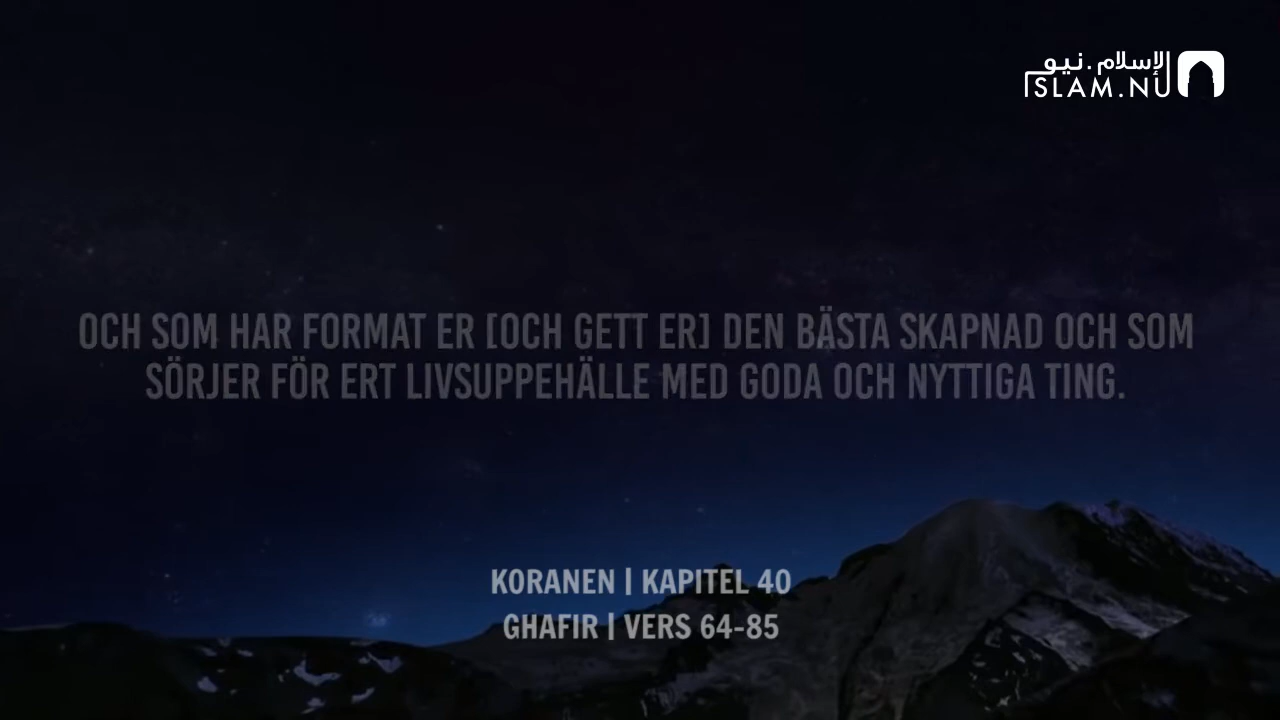 الإسلام.نيو
ISLAM.NU
OCH SOM HAR FORMAT ER [OCH GETT ER] DEN BÄSTA SKAPNAD OCH SOM
SÖRJER FÖR ERT LIVSUPPEHÄLLE MED GODA OCH NYTTIGA TING.
KORANEN | KAPITEL 40
GHAFIR | VERS 64-85